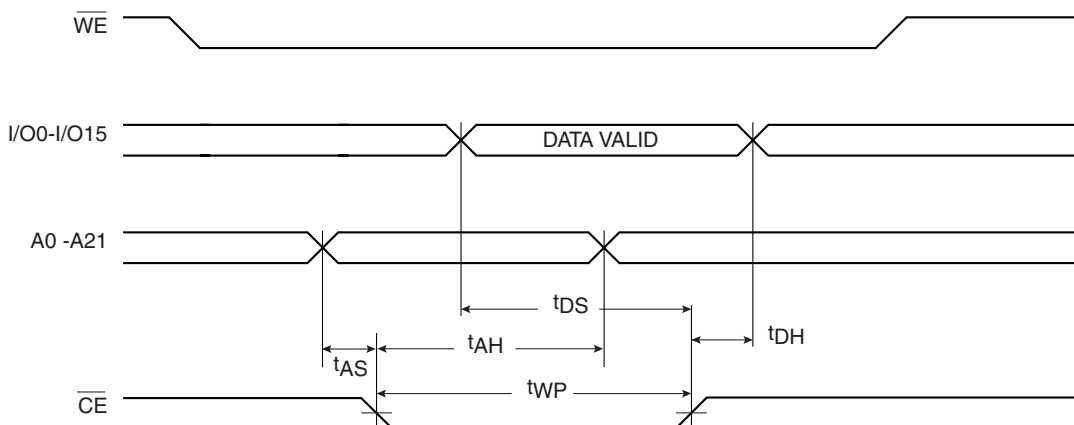 WE
I/O0-I/O15
DATA VALID
A0 -A21
tDS
tDH
tAS
tAH
tWP
CE